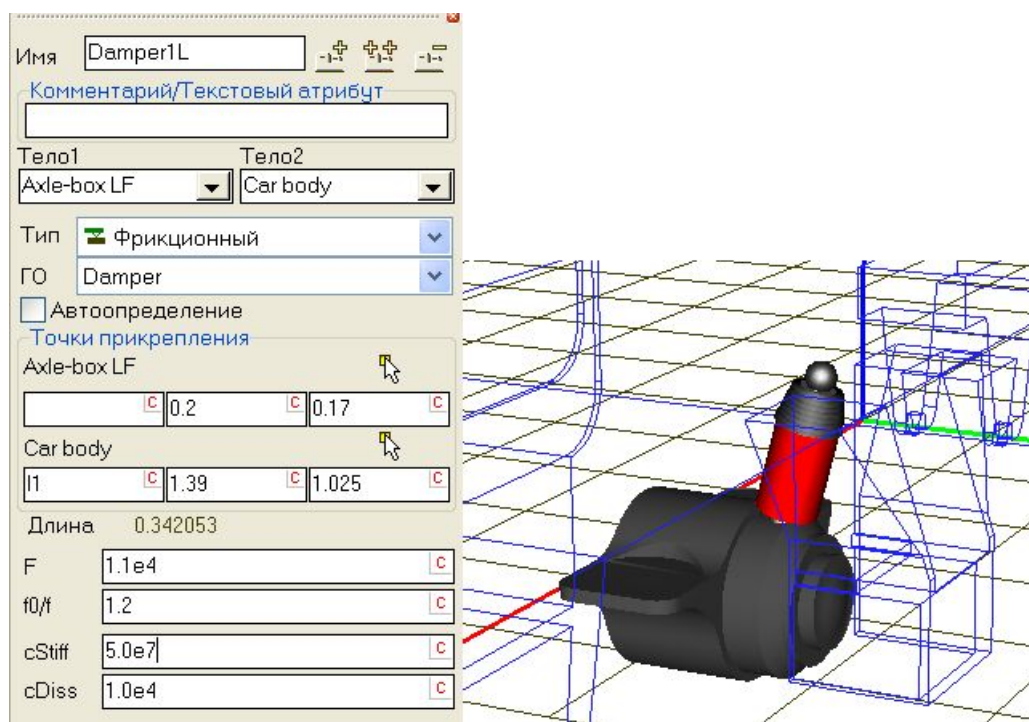 Имя Damper1L
Комментарий/Текстовый атрибут
Тело1 Тело2
Axle-box LF Car body
Тип Фрикционный
ГО Damper
Автоопределение
Точки прикрепления
Axle-box LF
C 0.2 C 0.17 C
Car body
l1 C 1.39 C 1.025 C
Длина 0.342053
F 1.1e4 C
f0/f 1.2 C
cStiff 5.0e7 C
cDiss 1.0e4 C